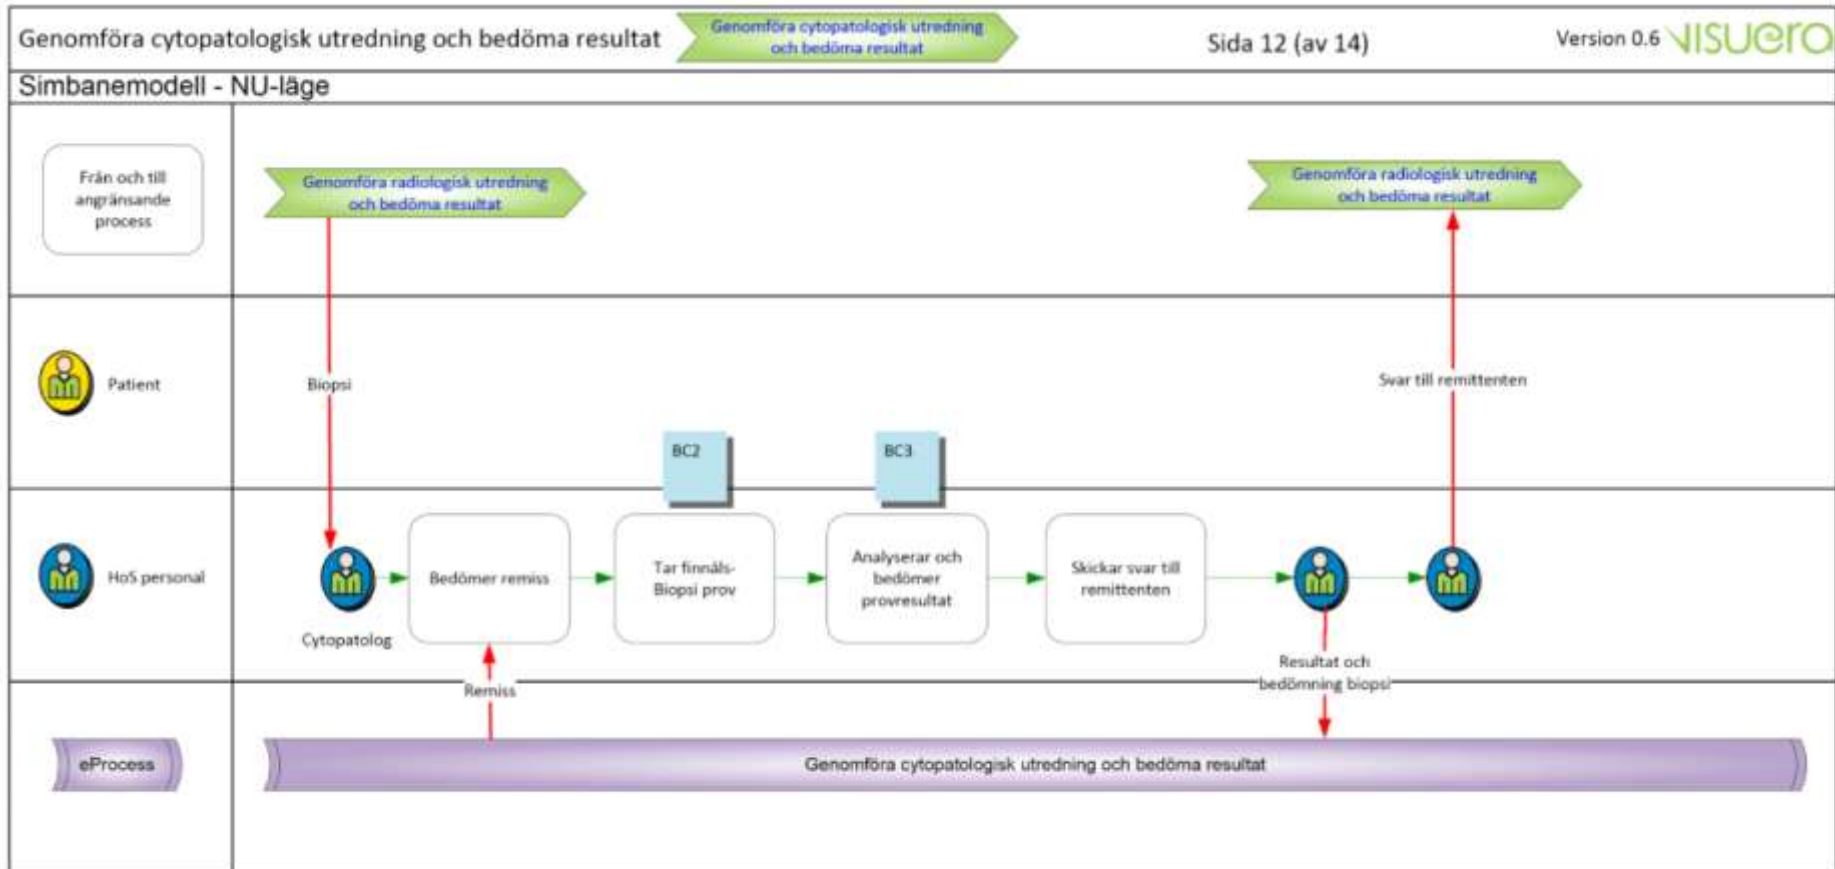 Genomföra cytopatologisk utredning och bedöma resultat
Genomföra cytopatologisk utredning
och bedöma resultat
Sida 12 (av 14)
Version 0.6
VISUERA
Simbanemodell - NU-läge
Från och till
angränsande
process
Genomföra radiologisk utredning
och bedöma resultat
Genomföra radiologisk utredning
och bedöma resultat
Patient
Biopsi
Svar till remittenten
BC2
BC3
HoS personal
Cytopatolog
Bedömer remiss
Tar finnåls-
Biopsi prov
Analyserar och
bedömer
provresultat
Skickar svar till
remittenten
Remiss
Resultat och
bedömning biopsi
eProcess
Genomföra cytopatologisk utredning och bedöma resultat